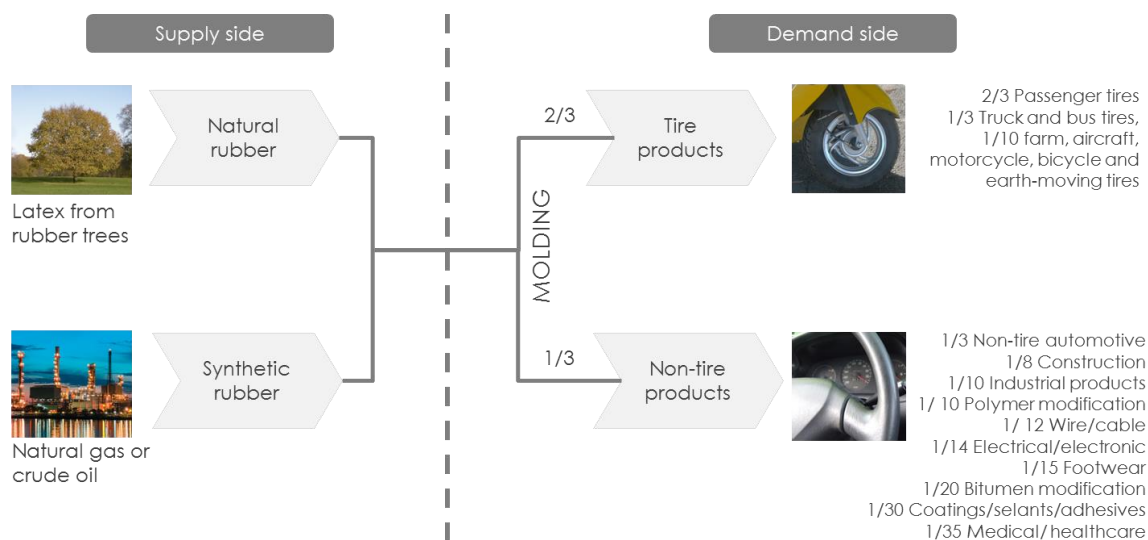 Supply side
Demand side
Natural
rubber
Latex from
rubber trees
Synthetic
rubber
Natural gas or
crude oil
MOLDING
2/3
Tire
products
2/3 Passenger tires
1/3 Truck and bus tires,
1/10 farm, aircraft,
motorcycle, bicycle and
earth-moving tires
1/3
Non-tire
products
1/3 Non-tire automotive
1/8 Construction
1/10 Industrial products
1/ 10 Polymer modification
1/ 12 Wire/cable
1/14 Electrical/electronic
1/15 Footwear
1/20 Bitumen modification
1/30 Coatings/selants/adhesives
1/35 Medical/ healthcare